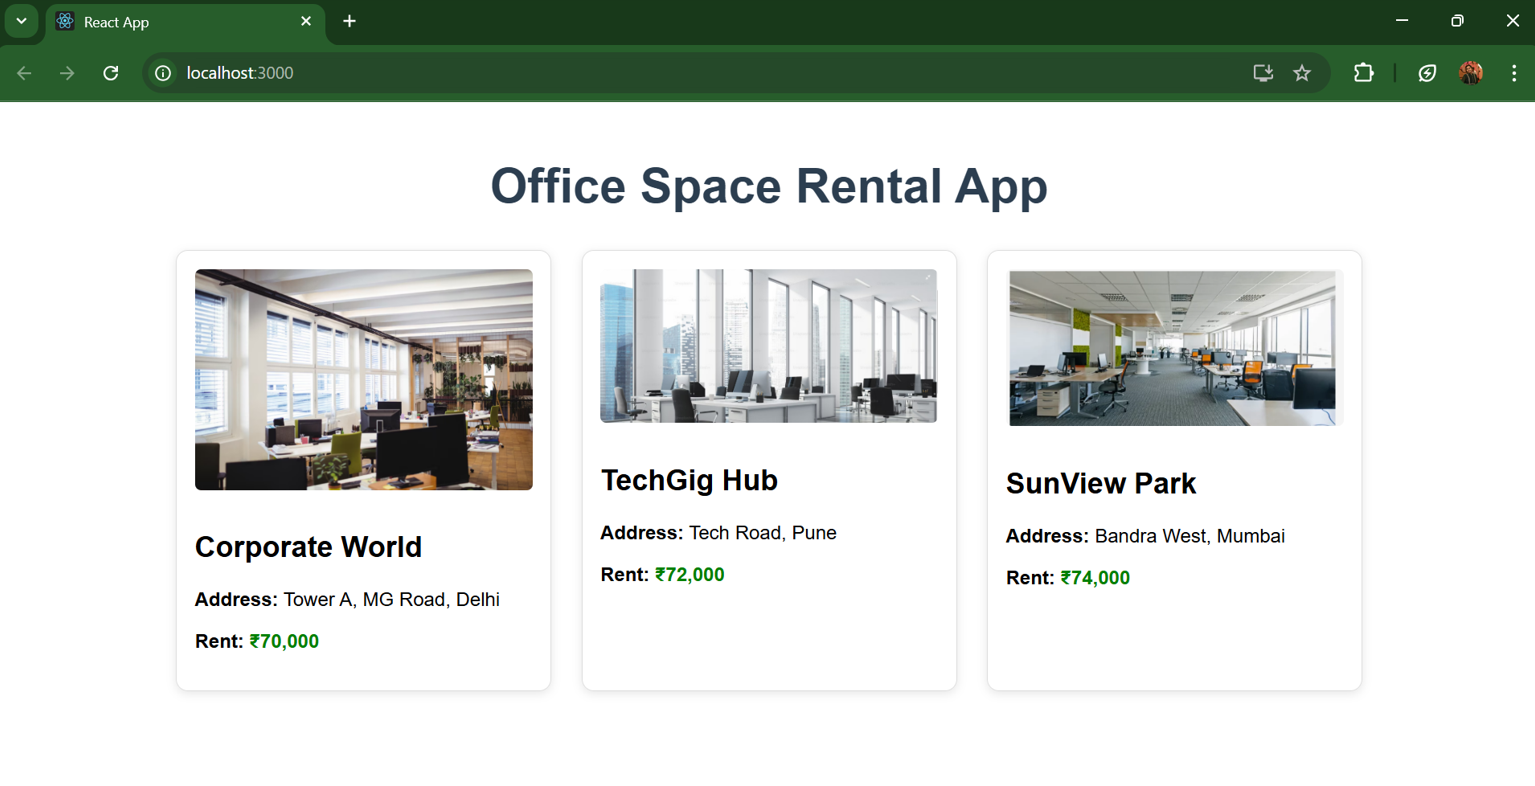 React App
localhost:3000
Office Space Rental App
Corporate World
Address: Tower A, MG Road, Delhi
Rent: ₹70,000
TechGig Hub
Address: Tech Road, Pune
Rent: ₹72,000
SunView Park
Address: Bandra West, Mumbai
Rent: ₹74,000